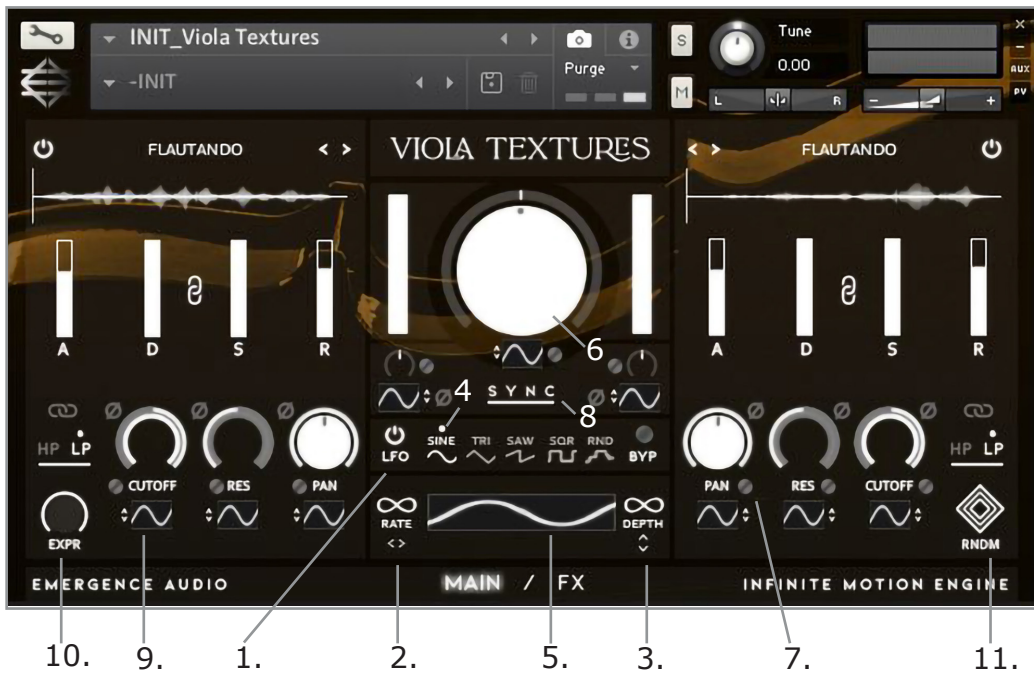 INIT_Viola Textures
-INIT
Purge
S
M
Tune
0.00
L R
- +
×
-
AUX
PV
FLAUTANDO < >
VIOLA TEXTURES
< > FLAUTANDO
A D S R
A D S R
6
4
SYNC
8
HP LP
CUTOFF RES PAN
EXPR
LFO SINE TRI SAW SQR RND BYP
RATE
< >
DEPTH
PAN RES CUTOFF
HP LP
RNDM
EMERGENCE AUDIO
MAIN / FX
INFINITE MOTION ENGINE
10. 9. 1. 2. 5. 3. 7. 11.